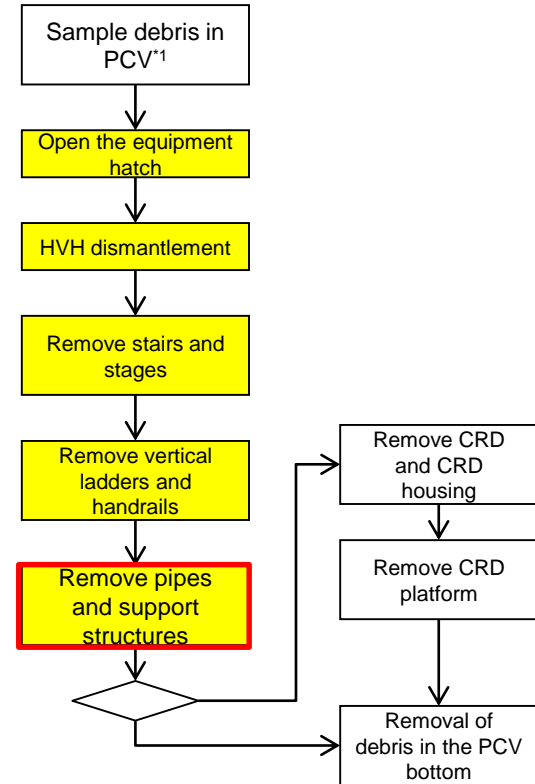 Sample debris in
PCV*1
Open the equipment
hatch
HVH dismantlement
Remove stairs and
stages
Remove vertical
ladders and
handrails
Remove pipes
and support
structures
Remove CRD
and CRD
housing
Remove CRD
platform
Removal of
debris in the PCV
bottom